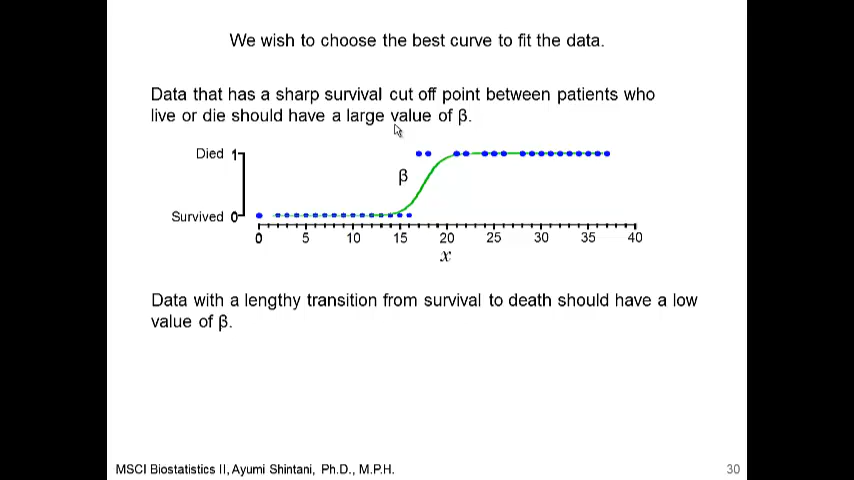 We wish to choose the best curve to fit the data.
Data that has a sharp survival cut off point between patients who
live or die should have a large value of β.
Died 1
β
Survived 0
0 5 10 15 20 25 30 35 40
x
Data with a lengthy transition from survival to death should have a low
value of β.
MSCI Biostatistics II, Ayumi Shintani, Ph.D., M.P.H. 30